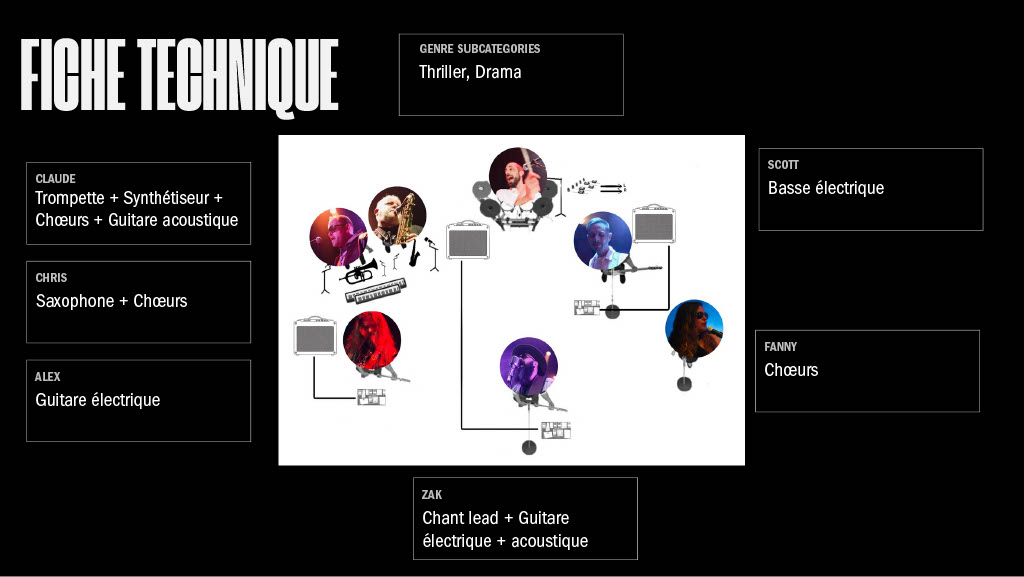 FICHE TECHNIQUE
GENRE SUBCATEGORIES
Thriller, Drama
CLAUDE
Trompette + Synthétiseur +
Chœurs + Guitare acoustique
CHRIS
Saxophone + Chœurs
ALEX
Guitare électrique
SCOTT
Basse électrique
FANNY
Chœurs
ZAK
Chant lead + Guitare
électrique + acoustique